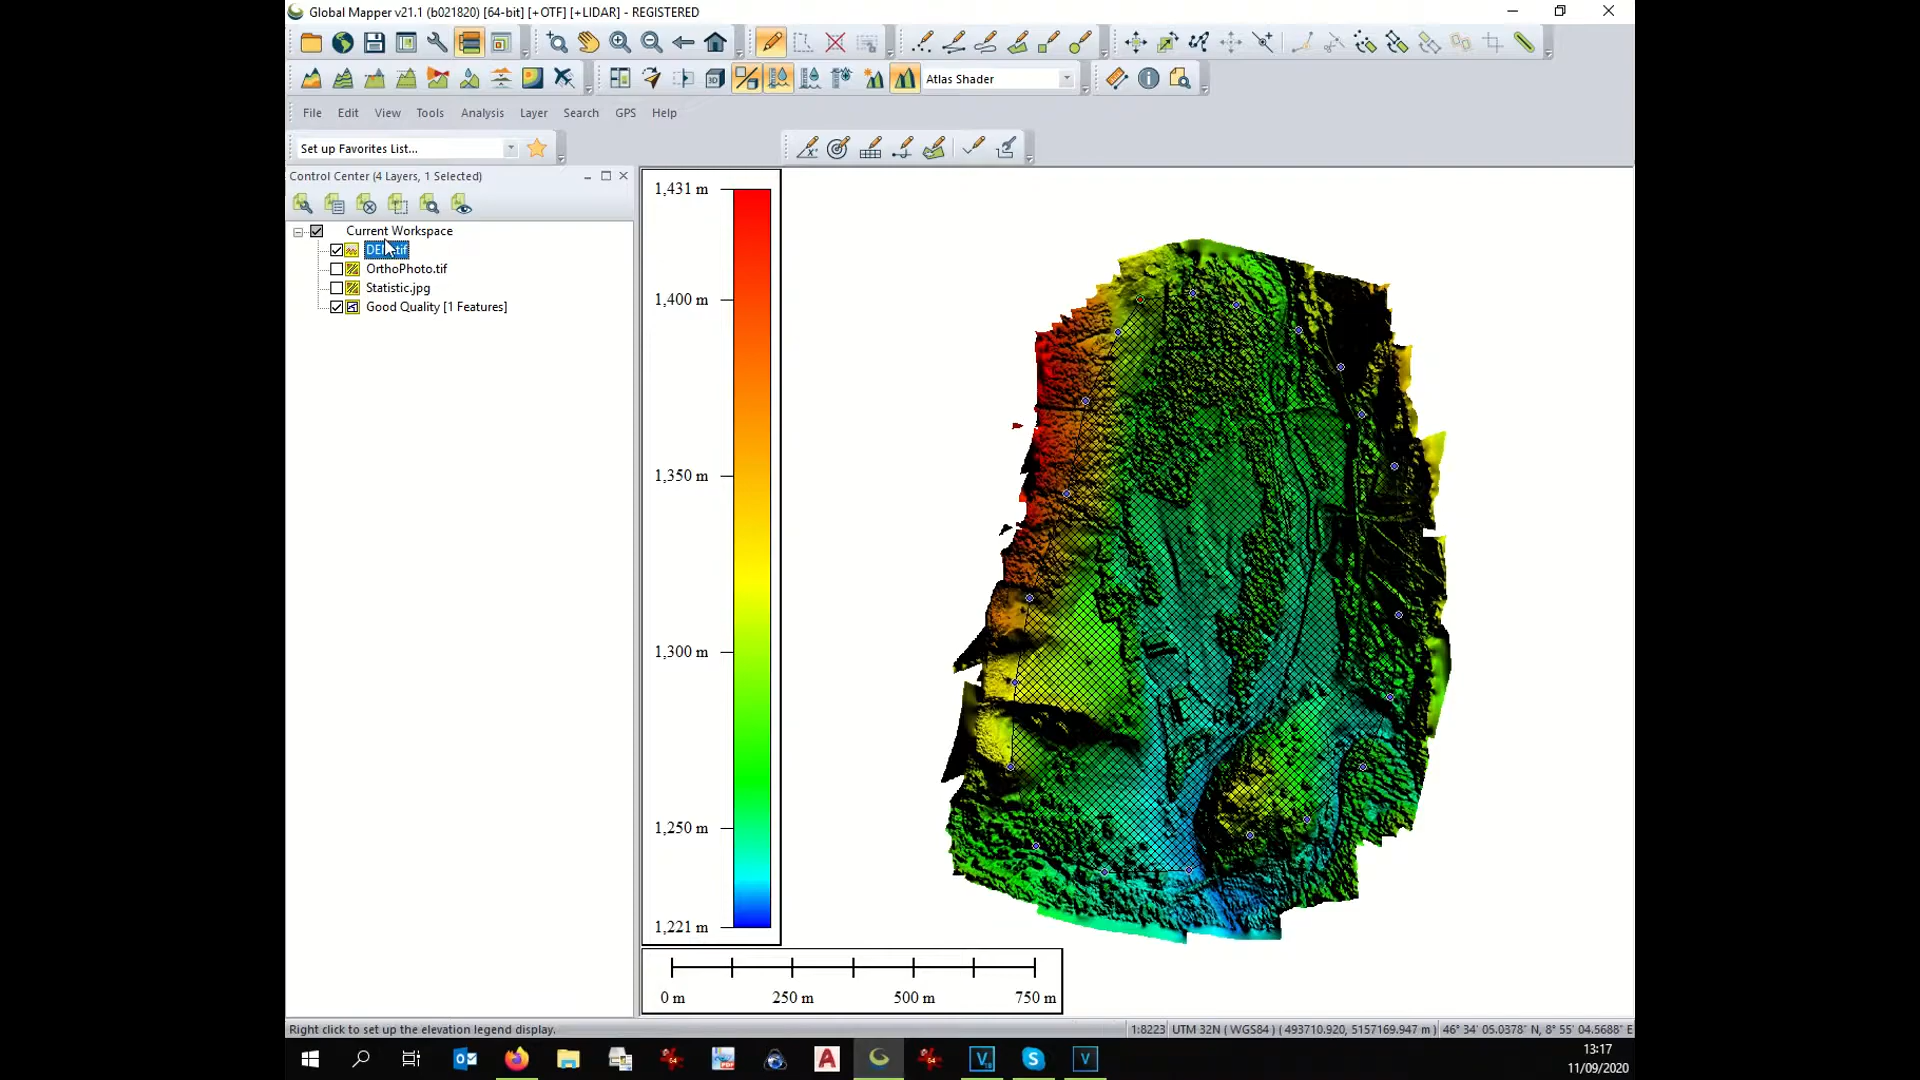 Global Mapper v21.1 (b021820) [64-bit] [+OTF] [+LIDAR] - REGISTERED
3D
Atlas Shader
File Edit View Tools Analysis Layer Search GPS Help
Set up Favorites List...
Control Center (4 Layers, 1 Selected)
Current Workspace
OrthoPhoto.tif
Statistic.jpg
Good Quality [1 Features]
1,431 m
1,400 m
1,350 m
1,300 m
1,250 m
1,221 m
0 m 250 m 500 m 750 m
Right click to set up the elevation legend display.
1:8223 UTM 32N ( WGS84 ) ( 493710.920, 5157169.947 m ) 46° 34' 05.0378" N, 8° 55' 04.5688" E
13:17
11/09/2020